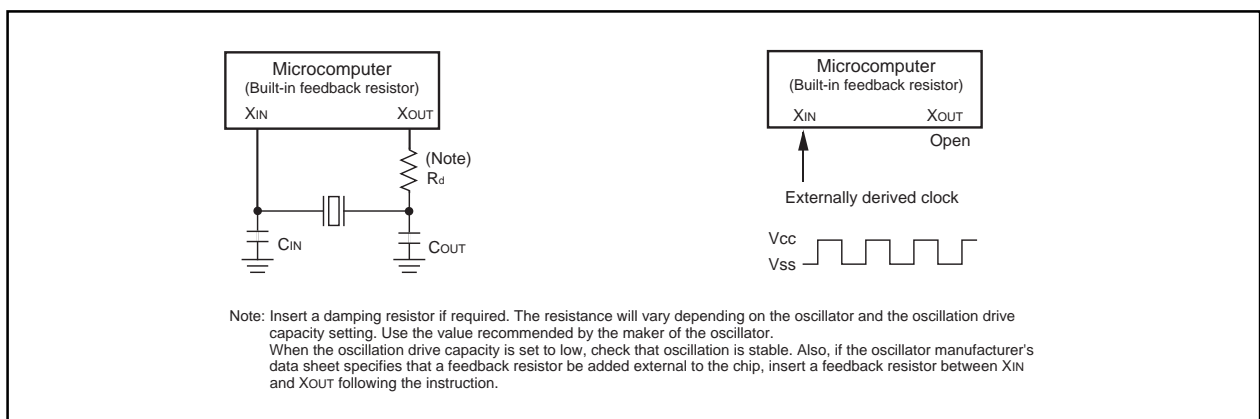 Microcomputer
(Built-in feedback resistor)
XIN XOUT
(Note)
Rd
CIN
COUT
Microcomputer
(Built-in feedback resistor)
XIN XOUT
Open
Externally derived clock
Vcc
Vss
Note: Insert a damping resistor if required. The resistance will vary depending on the oscillator and the oscillation drive
capacity setting. Use the value recommended by the maker of the oscillator.
When the oscillation drive capacity is set to low, check that oscillation is stable. Also, if the oscillator manufacturer's
data sheet specifies that a feedback resistor be added external to the chip, insert a feedback resistor between XIN
and XOUT following the instruction.